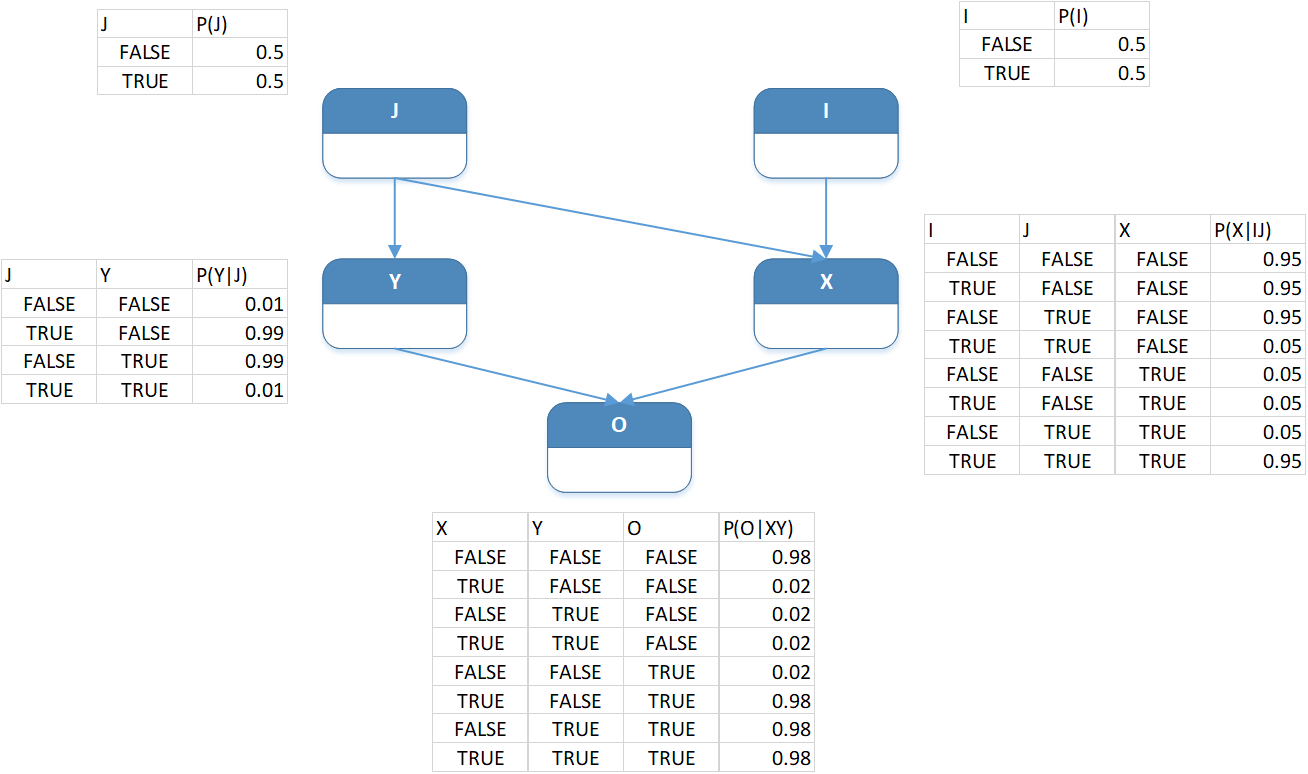 J P(J)
FALSE 0.5
TRUE 0.5
I P(I)
FALSE 0.5
TRUE 0.5
J
I
J Y P(Y|J)
FALSE FALSE 0.01
TRUE FALSE 0.99
FALSE TRUE 0.99
TRUE TRUE 0.01
Y
X
I J X P(X|IJ)
FALSE FALSE FALSE 0.95
TRUE FALSE FALSE 0.95
FALSE TRUE FALSE 0.95
TRUE TRUE FALSE 0.05
FALSE FALSE TRUE 0.05
TRUE FALSE TRUE 0.05
FALSE TRUE TRUE 0.05
TRUE TRUE TRUE 0.95
O
X Y O P(O|XY)
FALSE FALSE FALSE 0.98
TRUE FALSE FALSE 0.02
FALSE TRUE FALSE 0.02
TRUE TRUE FALSE 0.02
FALSE FALSE TRUE 0.02
TRUE FALSE TRUE 0.98
FALSE TRUE TRUE 0.98
TRUE TRUE TRUE 0.98